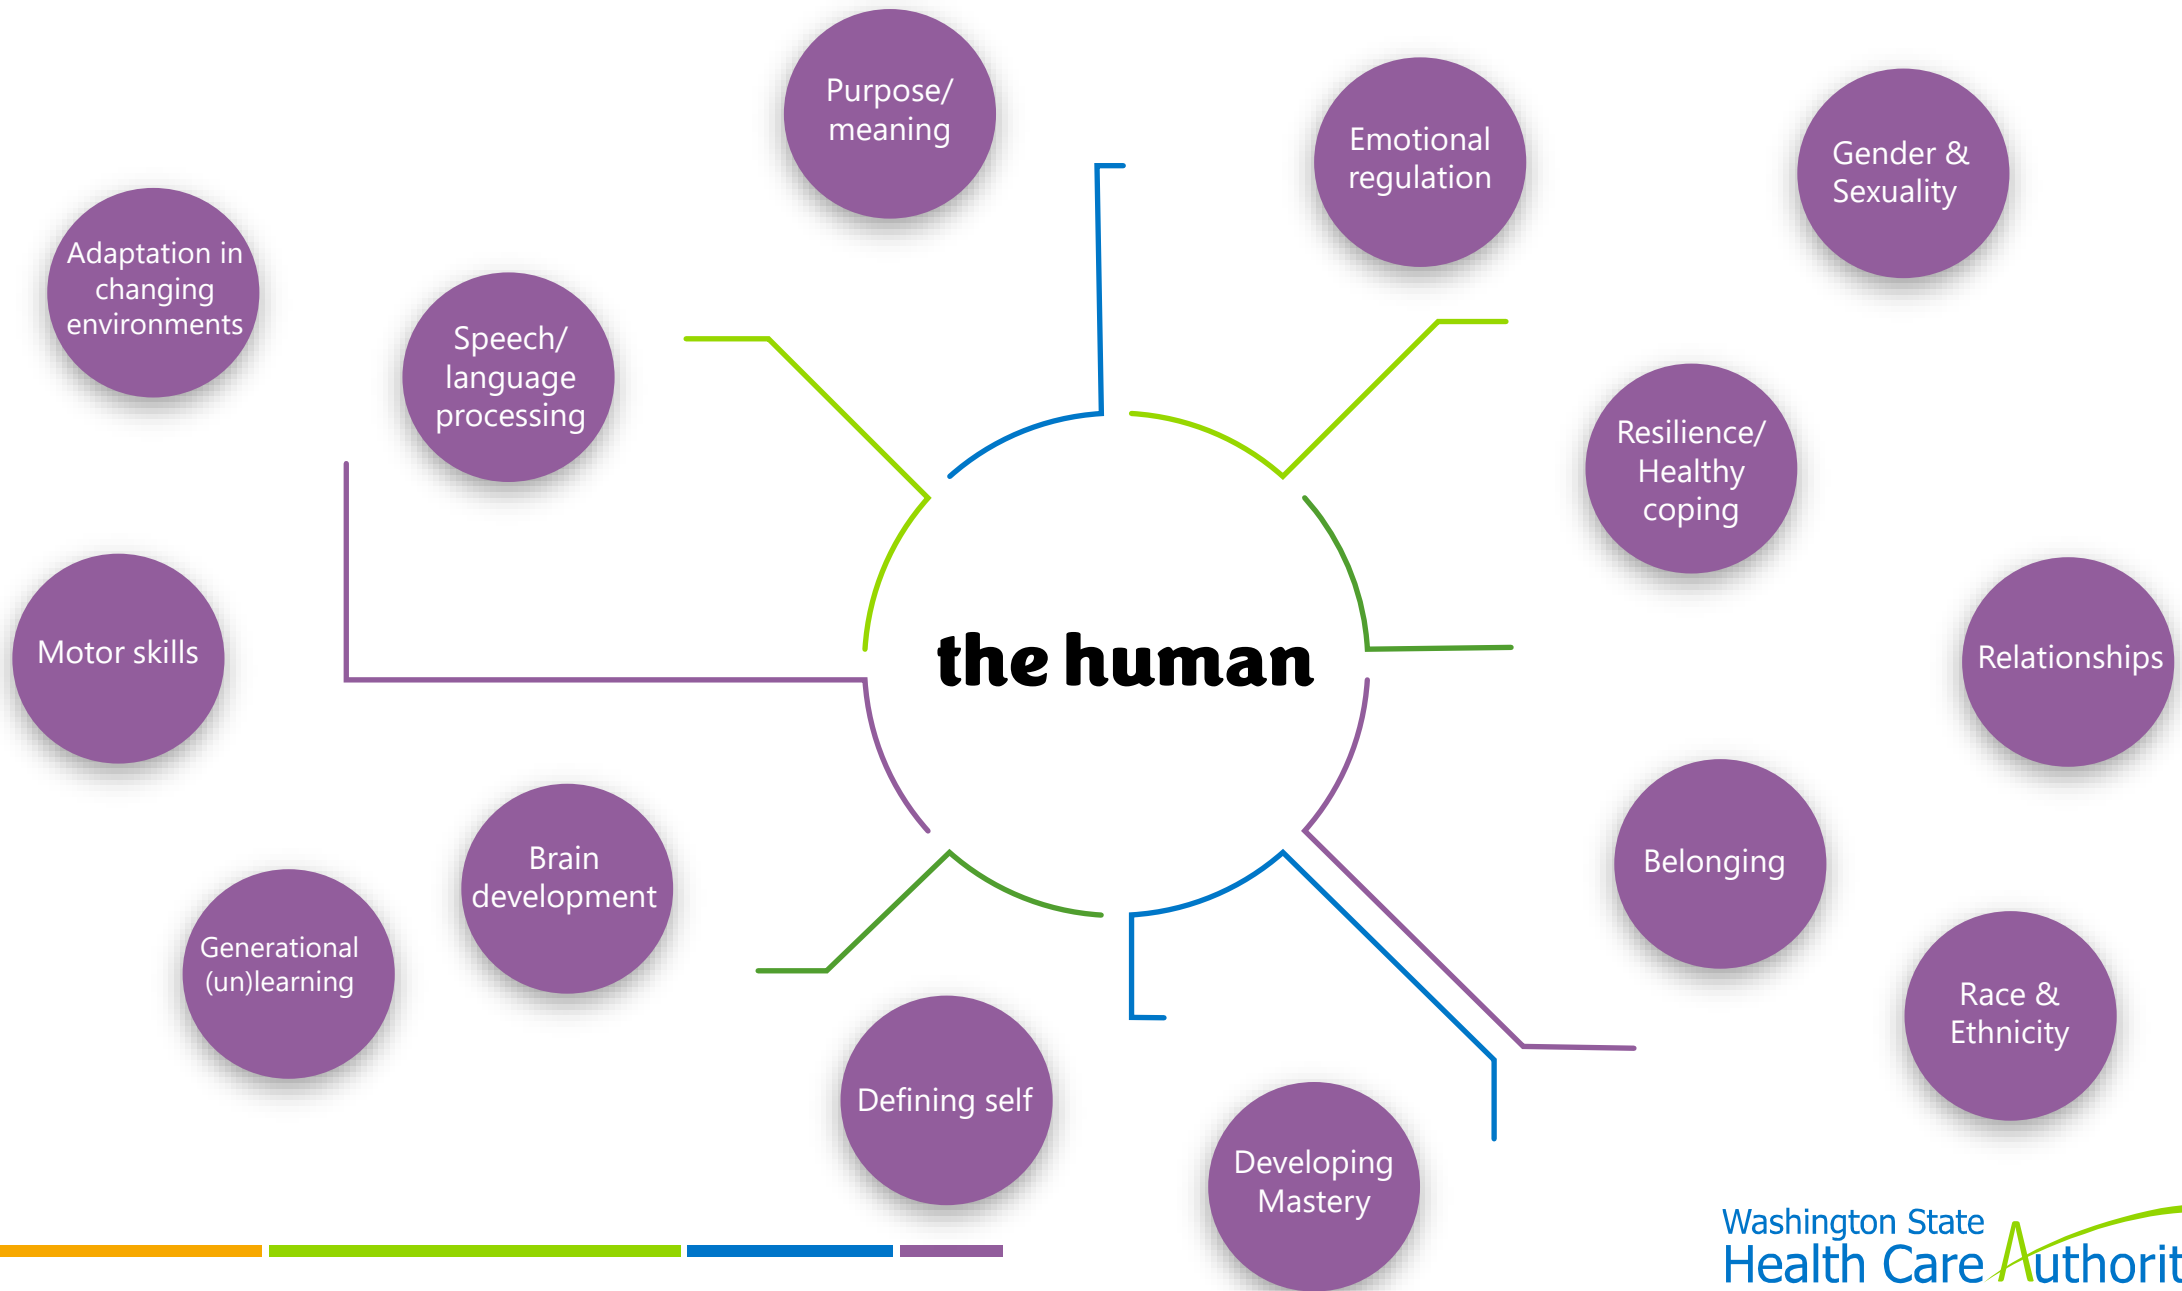 Purpose/
meaning
Emotional
regulation
Gender &
Sexuality
Adaptation in
changing
environments
Speech/
language
processing
Resilience/
Healthy
coping
Motor skills
the human
Relationships
Brain
development
Belonging
Generational
(un)learning
Race &
Ethnicity
Defining self
Developing
Mastery
Washington State
Health Care Authorit